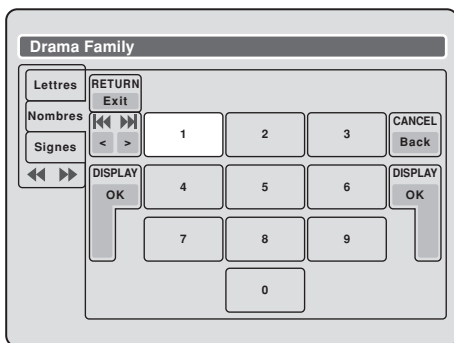 Drama Family
Lettres
Nombres
Signes
RETURN
Exit
< >
CANCEL
Back
DISPLAY
OK
DISPLAY
OK
1 2 3
4 5 6
7 8 9
0